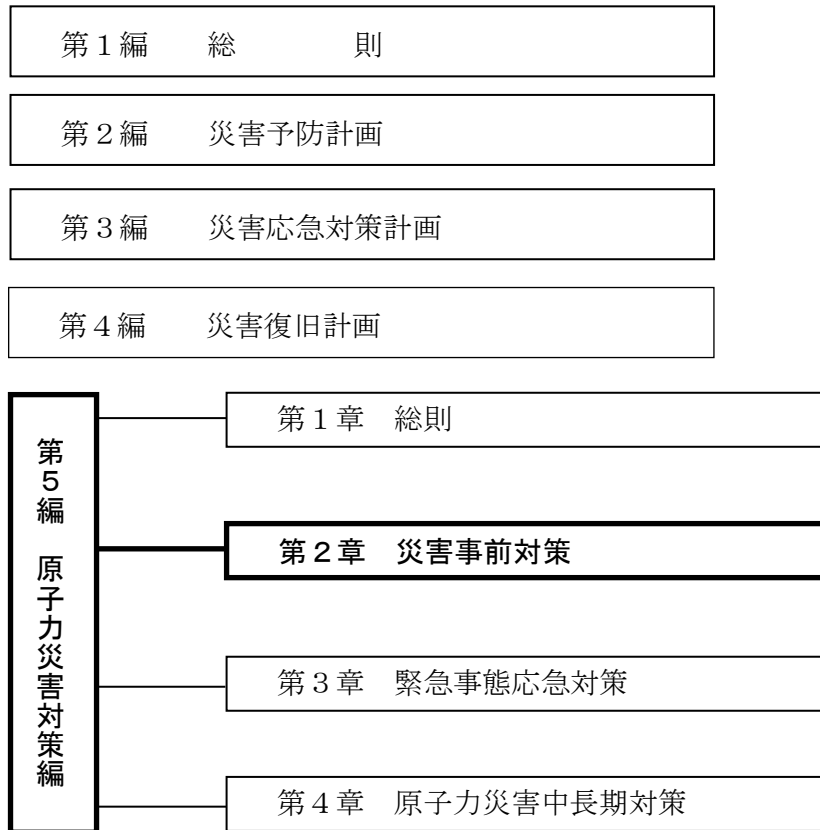 第１編　　総　　　　則
第２編　　災害予防計画
第３編　　災害応急対策計画
第４編　　災害復旧計画
第５編　原子力災害対策編
第１章　総則
第２章　災害事前対策
第３章　緊急事態応急対策
第４章　原子力災害中長期対策